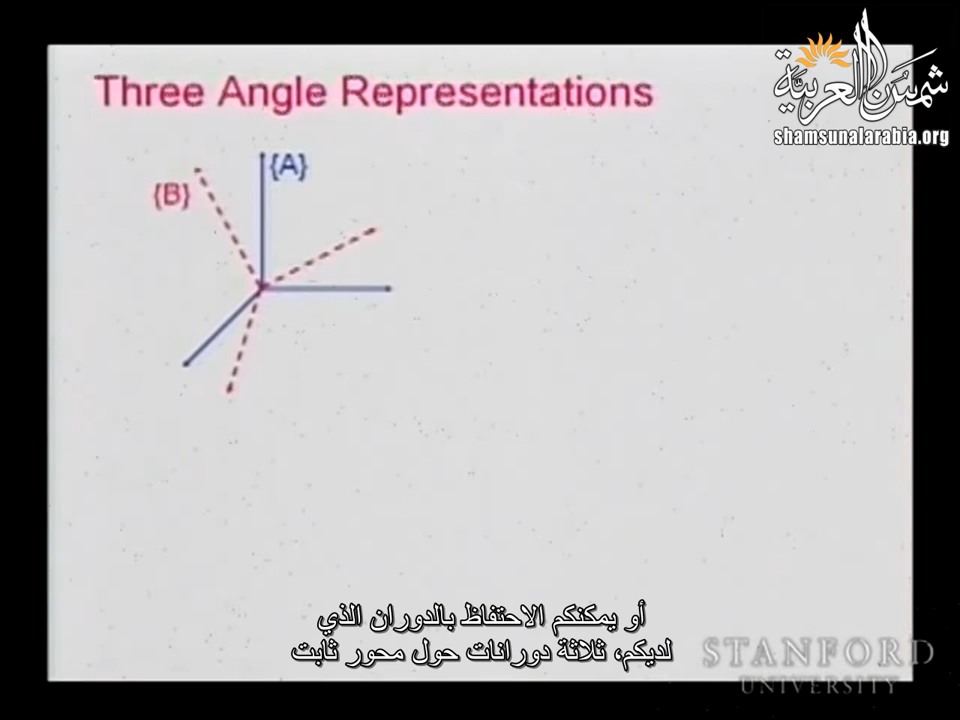 شمس العربية
shamsunalarabia.org
Three Angle Representations
{A}
{B}
أو يمكنكم الاحتفاظ بالدوران الذي
لديكم، ثلاثة دورانات حول محور ثابت
STANFORD
UNIVERSITY